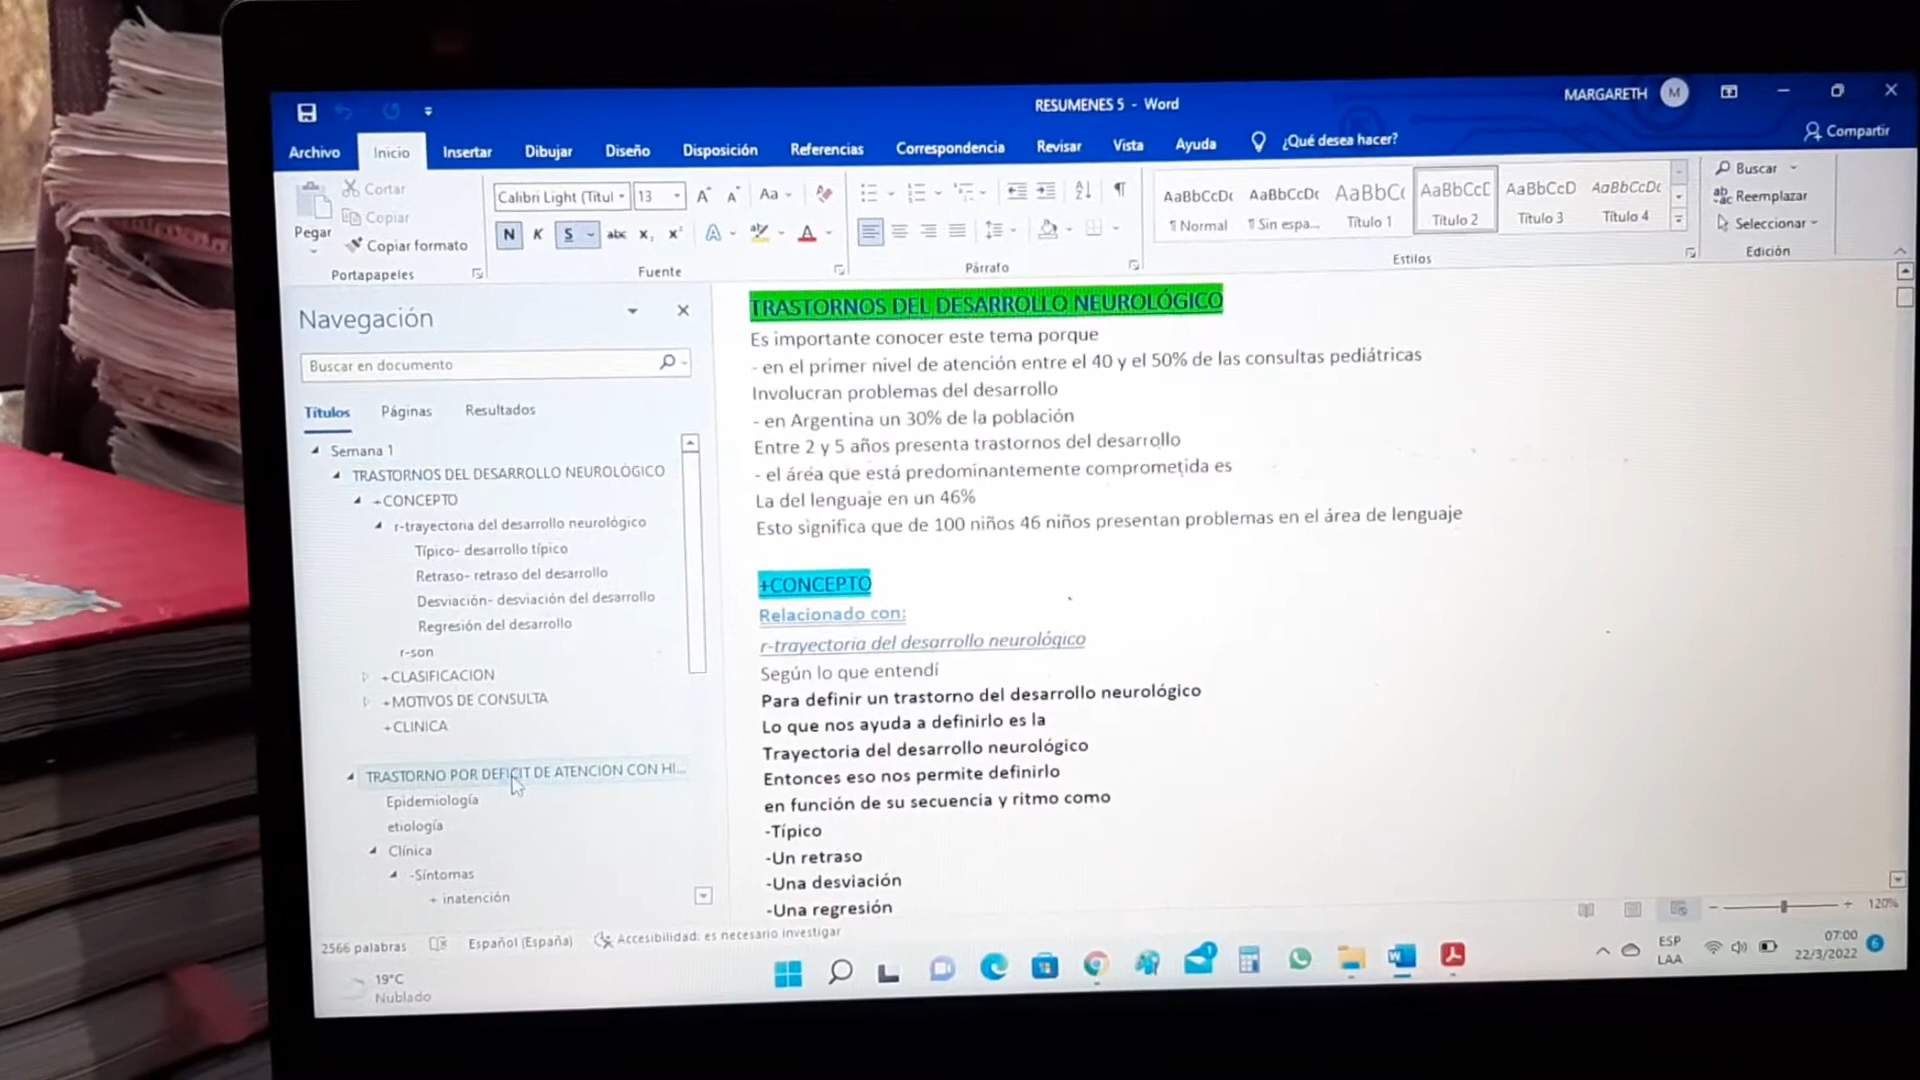 RESUMENES 5 - Word
MARGARETH
M
Archivo
Inicio
Insertar
Dibujar
Diseño
Disposición
Referencias
Correspondencia
Revisar
Vista
Ayuda
¿Qué desea hacer?
Compartir
Pegar
Cortar
Copiar
Copiar formato
Portapapeles
Calibri Light (Títul
13
Aa
N K S abc x₂ x²
Fuente
Párrafo
AaBbCcDc
¶ Normal
AaBbCcDc
¶ Sin espa...
AaBbC(
Título 1
AaBbCcD
Título 2
AaBbCcD
Título 3
AaBbCcDc
Título 4
Estilos
Buscar
Reemplazar
Seleccionar
Edición
Navegación
Buscar en documento
Títulos
Páginas
Resultados
Semana 1
TRASTORNOS DEL DESARROLLO NEUROLÓGICO
+CONCEPTO
r-trayectoria del desarrollo neurológico
Típico- desarrollo típico
Retraso- retraso del desarrollo
Desviación- desviación del desarrollo
Regresión del desarrollo
r-son
+CLASIFICACION
+MOTIVOS DE CONSULTA
+CLINICA
TRASTORNO POR DEFICIT DE ATENCION CON HI...
Epidemiología
etiología
Clínica
-Síntomas
+ inatención
TRASTORNOS DEL DESARROLLO NEUROLÓGICO
Es importante conocer este tema porque
- en el primer nivel de atención entre el 40 y el 50% de las consultas pediátricas
Involucran problemas del desarrollo
- en Argentina un 30% de la población
Entre 2 y 5 años presenta trastornos del desarrollo
- el área que está predominantemente comprometida es
La del lenguaje en un 46%
Esto significa que de 100 niños 46 niños presentan problemas en el área de lenguaje
+CONCEPTO
Relacionado con:
r-trayectoria del desarrollo neurológico
Según lo que entendí
Para definir un trastorno del desarrollo neurológico
Lo que nos ayuda a definirlo es la
Trayectoria del desarrollo neurológico
Entonces eso nos permite definirlo
en función de su secuencia y ritmo como
-Típico
-Un retraso
-Una desviación
-Una regresión
2566 palabras
Español (España)
Accesibilidad: es necesario investigar
120%
19°C
Nublado
ESP
LAA
07:00
22/3/2022
6